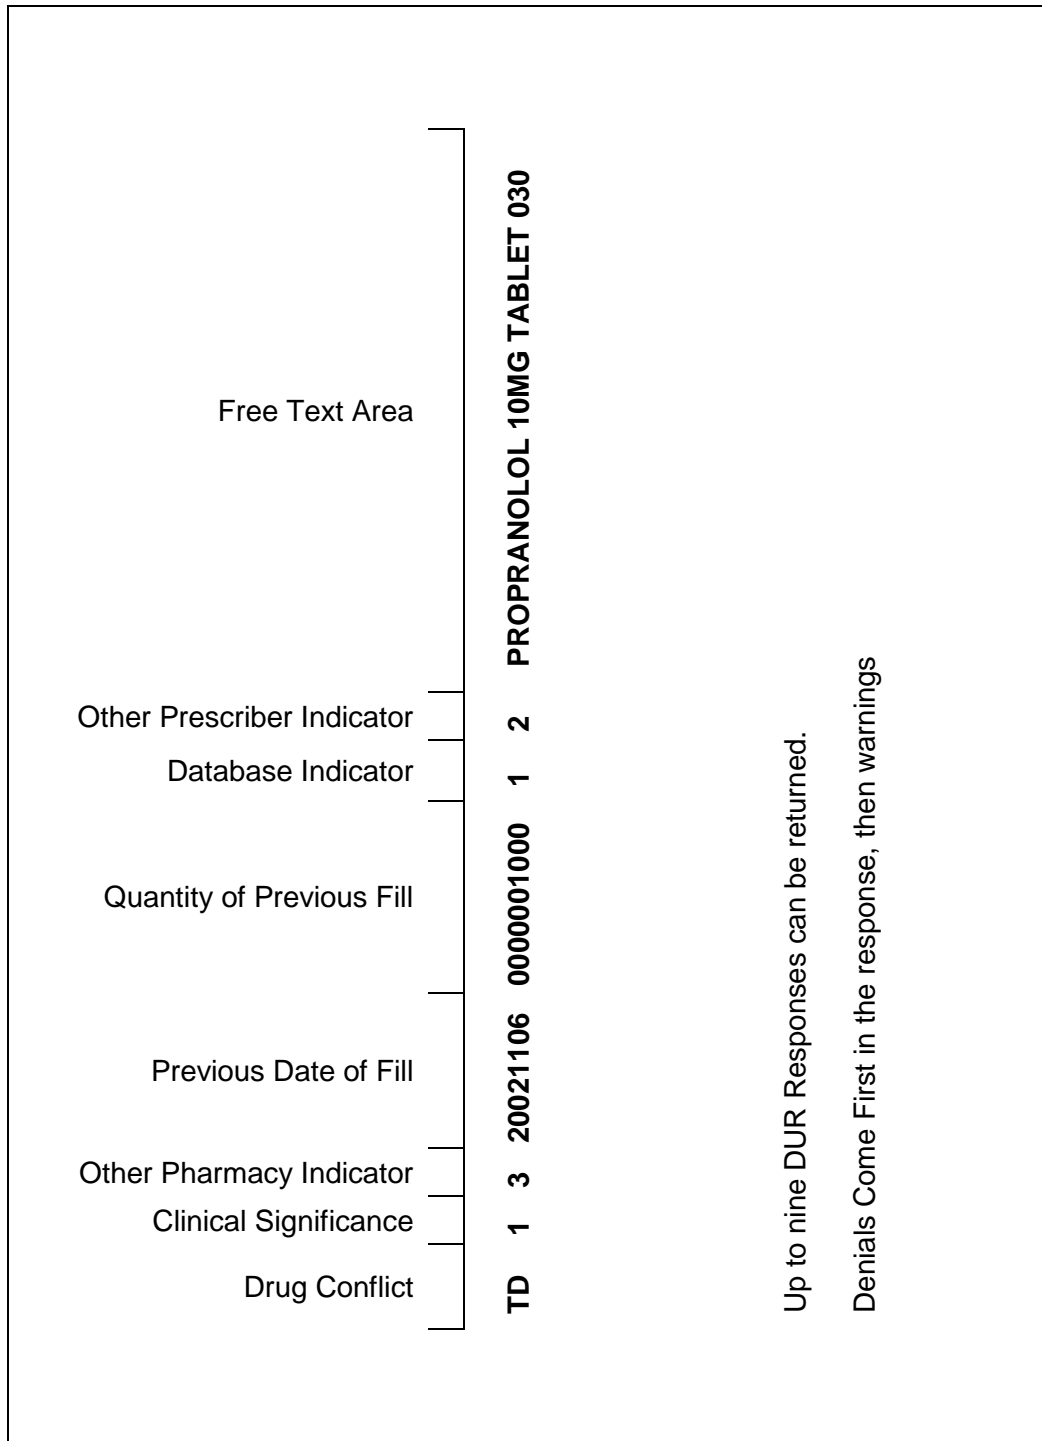 Free Text Area
Other Prescriber Indicator
Database Indicator
Quantity of Previous Fill
Previous Date of Fill
Other Pharmacy Indicator
Clinical Significance
Drug Conflict
TD 1 3 20021106 0000001000 1 2 PROPRANOLOL 10MG TABLET 030
Up to nine DUR Responses can be returned.
Denials Come First in the response, then warnings